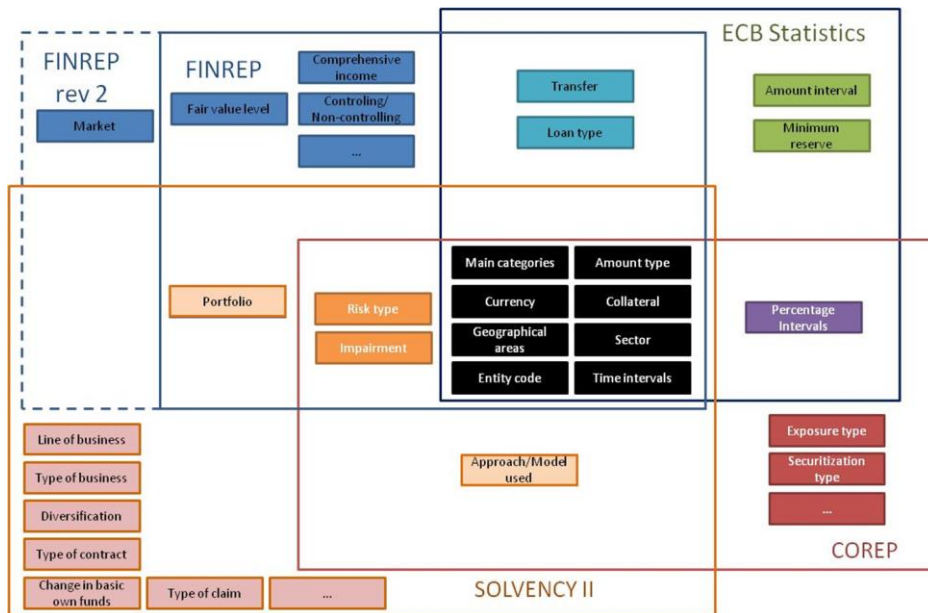 ECB Statistics
FINREP
rev 2
Market
FINREP
Fair value level
Comprehensive
income
Controling/
Non-controlling
...
Transfer
Loan type
Amount interval
Minimum
reserve
Portfolio
Risk type
Impairment
Main categories
Amount type
Currency
Collateral
Geographical
areas
Sector
Entity code
Time intervals
Percentage
Intervals
Line of business
Type of business
Diversification
Type of contract
Change in basic
own funds
Type of claim
...
Approach/Model
used
Exposure type
Securitization
type
...
COREP
SOLVENCY II